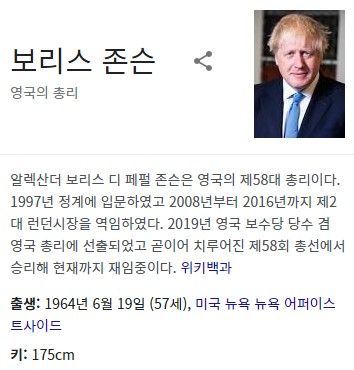 보리스 존슨
영국의 총리
알렉산더 보리스 디 페펄 존슨은 영국의 제58대 총리이다.
1997년 정계에 입문하였고 2008년부터 2016년까지 제2
대 런던시장을 역임하였다. 2019년 영국 보수당 당수 겸
영국 총리에 선출되었고 곧이어 치루어진 제58회 총선에서
승리해 현재까지 재임중이다. 위키백과
출생: 1964년 6월 19일 (57세), 미국 뉴욕 뉴욕 어퍼이스
트사이드
키: 175cm